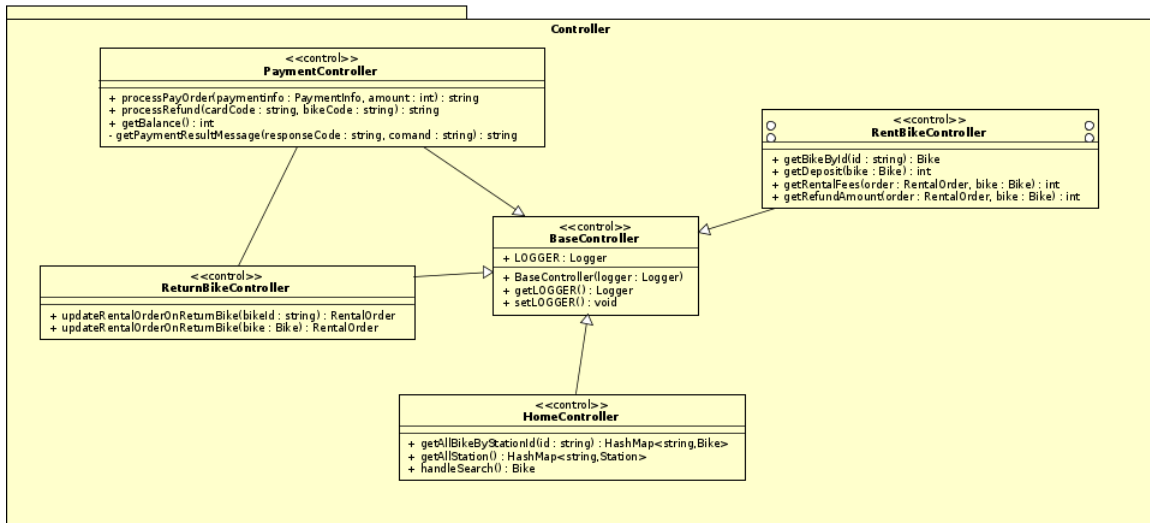 Controller
<<control>>
PaymentController
+ processPayOrder(paymentinfo : PaymentInfo, amount : int) : string
+ processRefund(cardCode : string, bikeCode : string) : string
+ getBalance() : int
- getPaymentResultMessage(responseCode : string, comand : string) : string
<<control>>
RentBikeController
+ getBikeById(id : string) : Bike
+ getDeposit(bike : Bike) : int
+ getRentalFees(order : RentalOrder, bike : Bike) : int
+ getRefundAmount(order : RentalOrder, bike : Bike) : int
<<control>>
BaseController
+ LOGGER : Logger
+ BaseController(logger : Logger)
+ getLOGGER() : Logger
+ setLOGGER() : void
<<control>>
ReturnBikeController
+ updateRentalOrderOnReturnBike(bikeId : string) : RentalOrder
+ updateRentalOrderOnReturnBike(bike : Bike) : RentalOrder
<<control>>
HomeController
+ getAllBikeByStationId(id : string) : HashMap<string,Bike>
+ getAllStation() : HashMap<string,Station>
+ handleSearch() : Bike